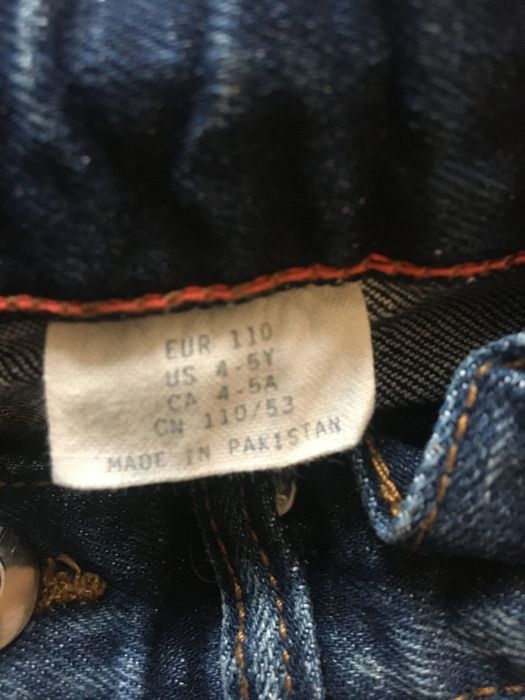 EUR 110
US 4-5Y
CA 4-5A
CN 110/53
MADE IN PAKISTAN